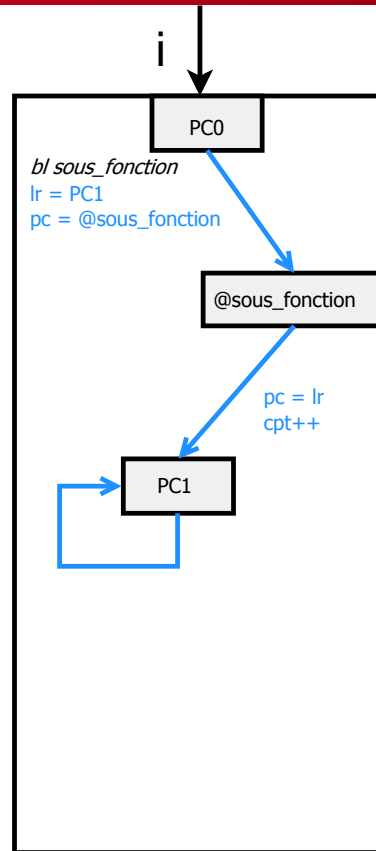 i
PC0
bl sous_fonction
lr = PC1
pc = @sous_fonction
@sous_fonction
pc = lr
cpt++
PC1